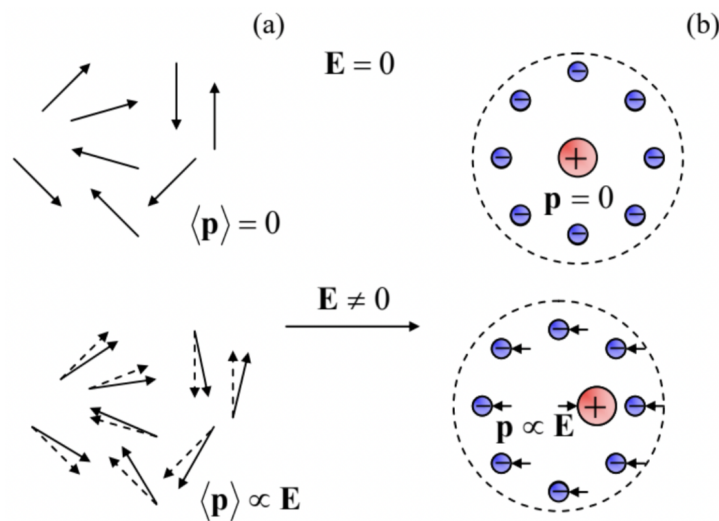 (a)
E = 0
(b)
⟨p⟩ = 0
+
− − − − − − − −
p = 0
E ≠ 0
⟨p⟩ ∝ E
+
− − − − − − − −
p ∝ E